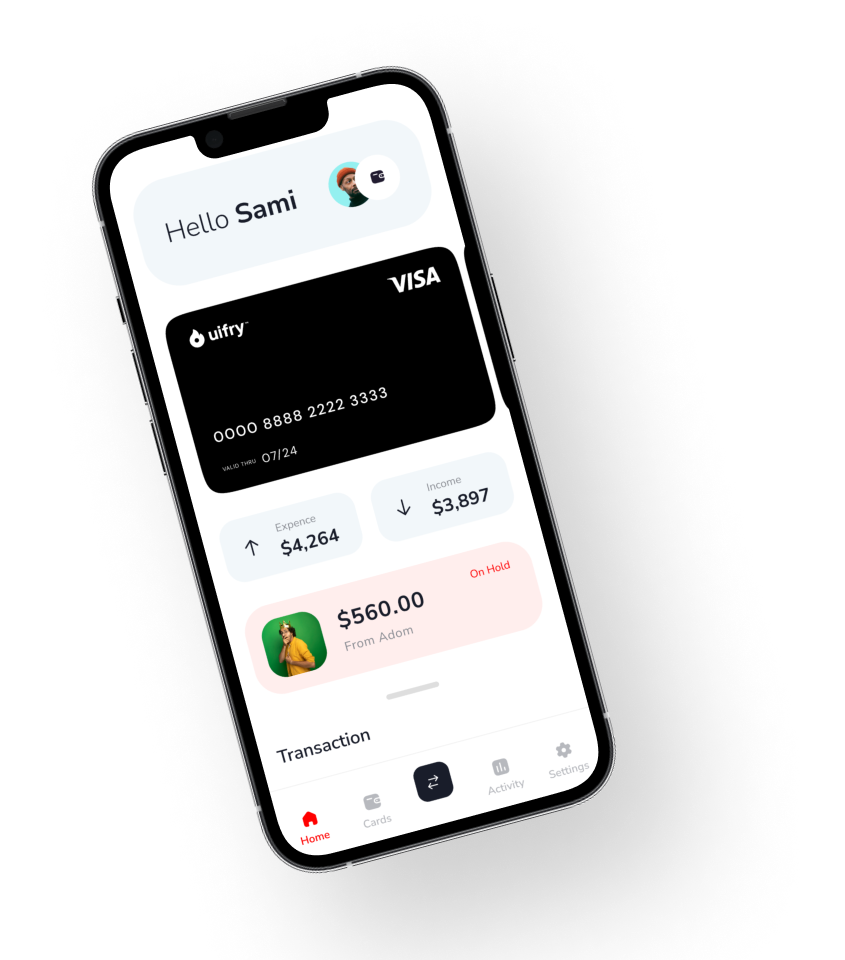 Hello Sami
VISA
uifry™
0000 8888 2222 3333
VALID THRU 07/24
Expence
$4,264
Income
$3,897
On Hold
$560.00
From Adom
Transaction
Home
Cards
Activity
Settings